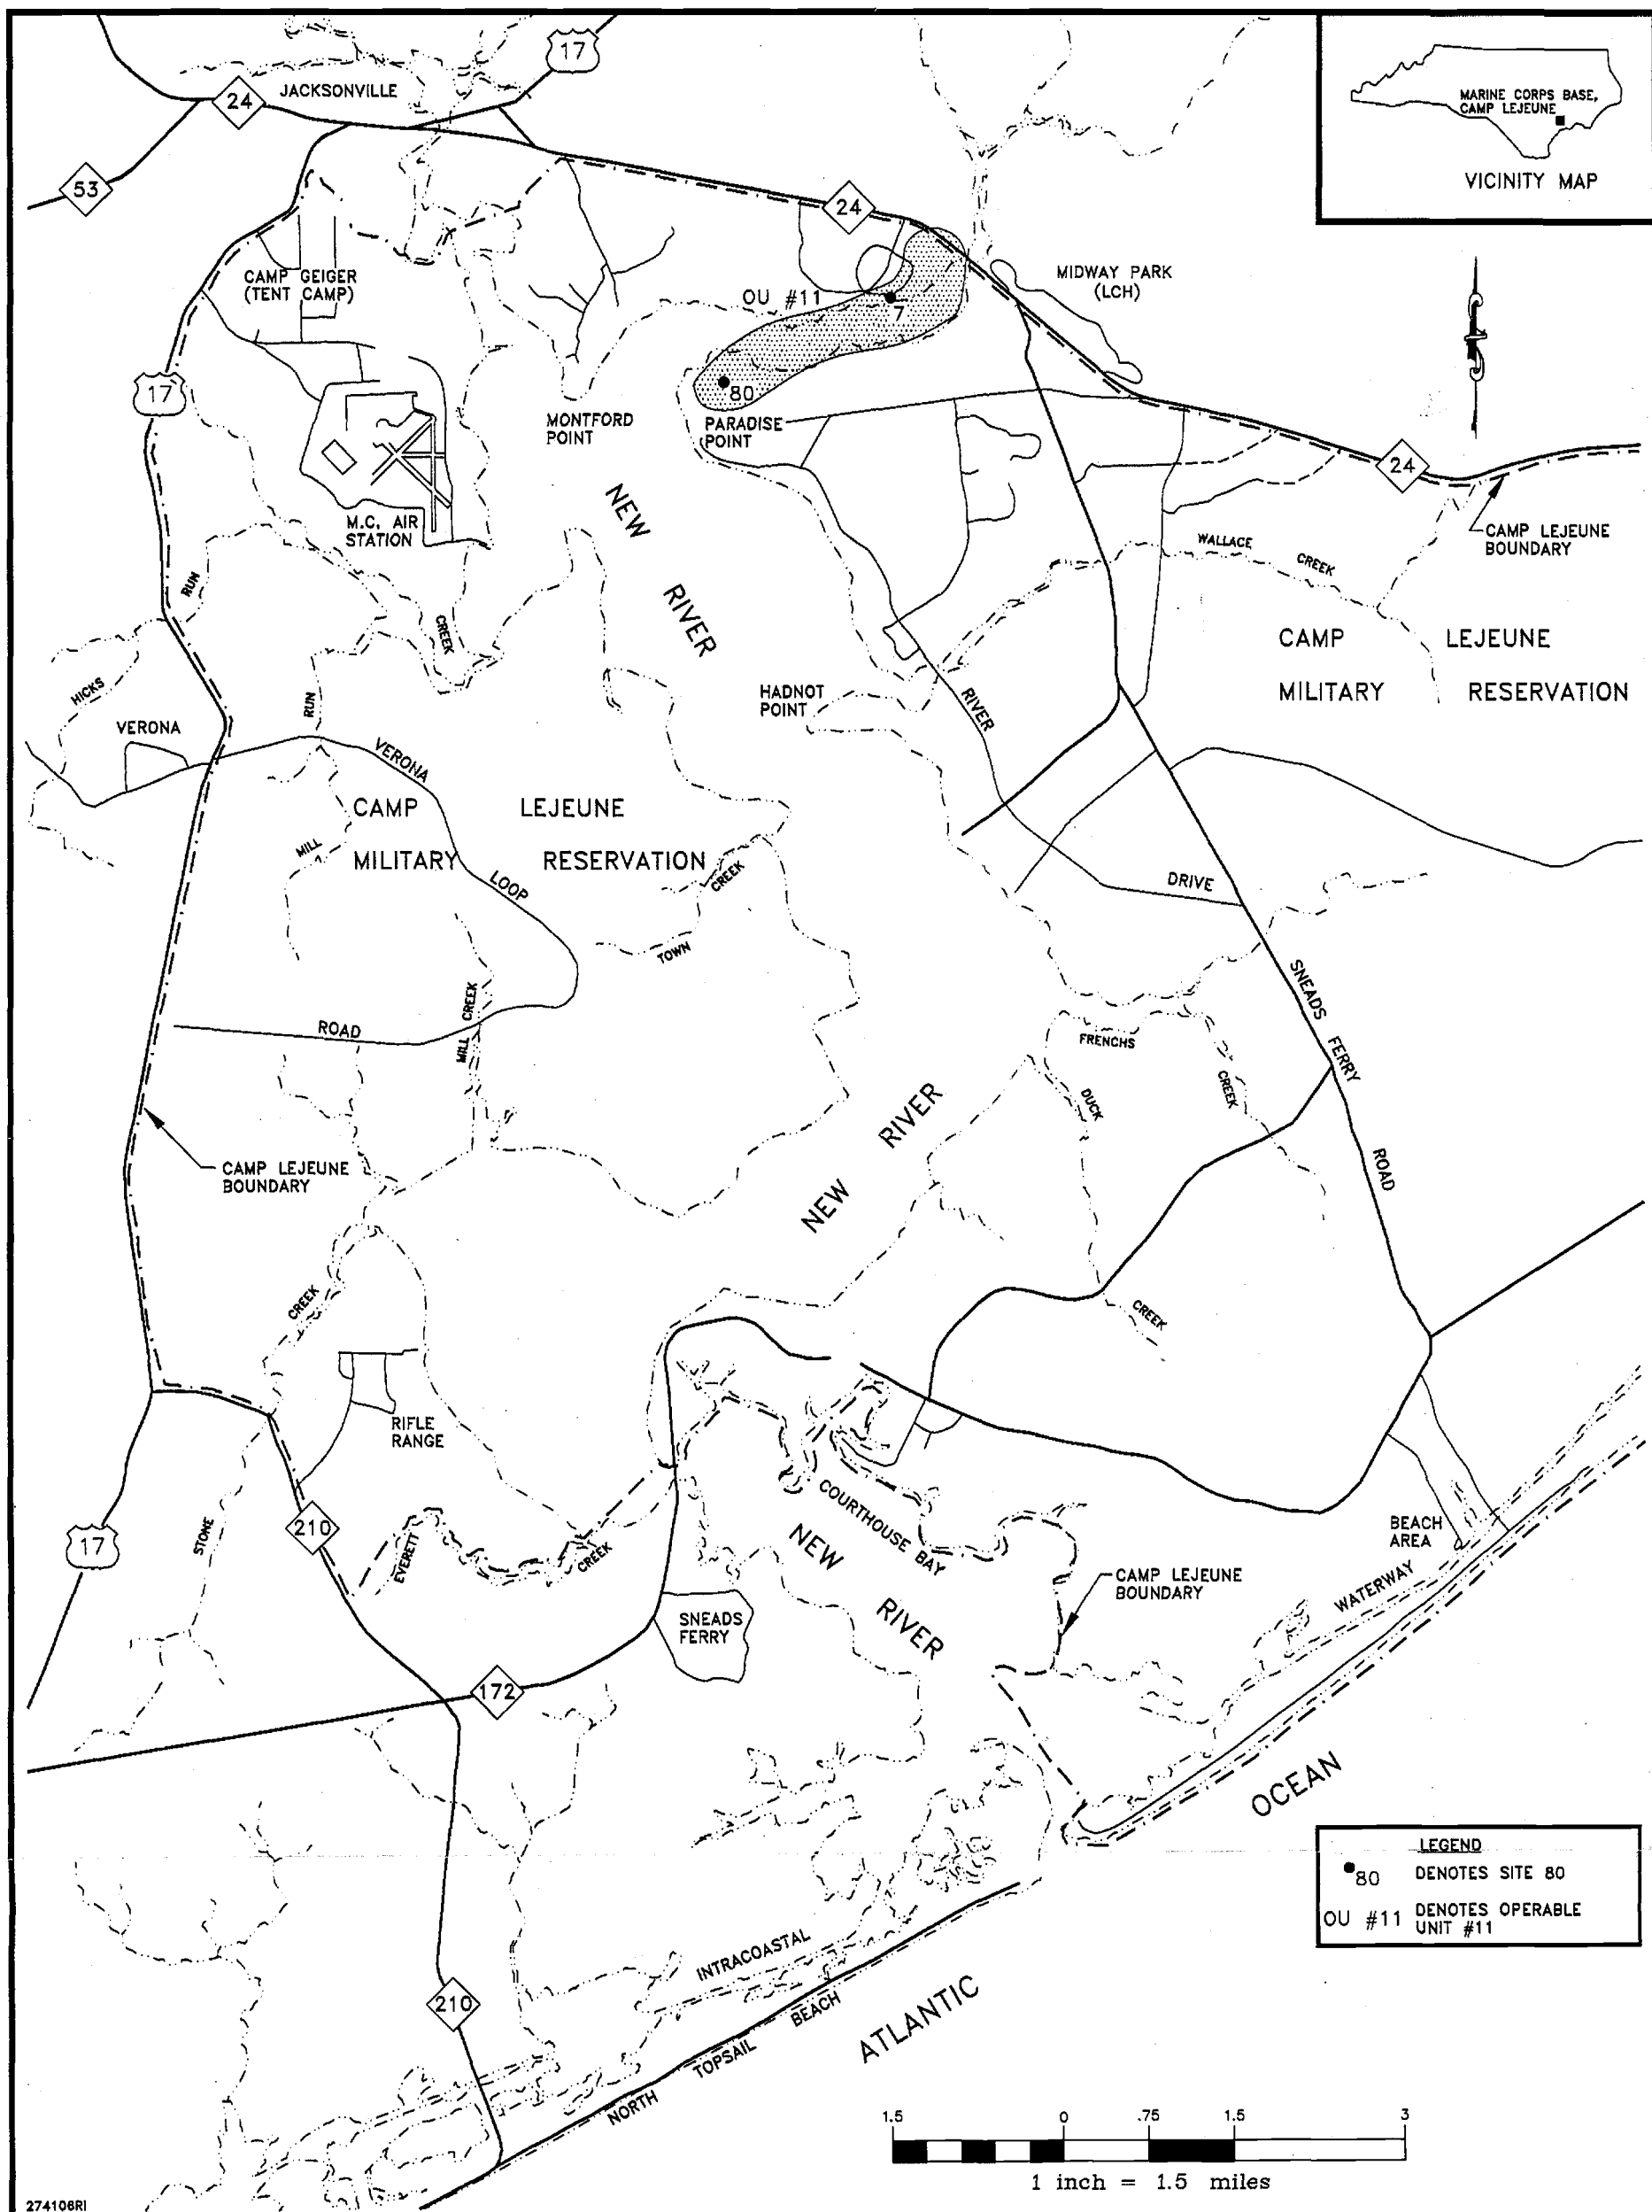 17
JACKSONVILLE
24
53
MARINE CORPS BASE,
CAMP LEJEUNE
VICINITY MAP
24
CAMP GEIGER
(TENT CAMP)
MIDWAY PARK
(LCH)
OU #11
7
17
80
MONTFORD
POINT
PARADISE
POINT
24
M.C. AIR
STATION
NEW
RIVER
CAMP LEJEUNE
BOUNDARY
WALLACE
CREEK
RUN
CREEK
CAMP LEJEUNE
MILITARY RESERVATION
HICKS
RUN
HADNOT
POINT
RIVER
VERONA
VERONA
CAMP LEJEUNE
MILITARY RESERVATION
MILL
LOOP
CREEK
TOWN
DRIVE
SNEADS
FERRY
ROAD
ROAD
MILL CREEK
FRENCHS
CREEK
DUCK
CREEK
NEW RIVER
CAMP LEJEUNE
BOUNDARY
CREEK
RIFLE
RANGE
STONE
210
17
EVERETT
CREEK
COURTHOUSE BAY
NEW
RIVER
BEACH
AREA
CAMP LEJEUNE
BOUNDARY
WATERWAY
SNEADS
FERRY
172
OCEAN
LEGEND
80 DENOTES SITE 80
OU #11 DENOTES OPERABLE
UNIT #11
INTRACOASTAL
210
NORTH TOPSAIL BEACH
ATLANTIC
1.5 0 .75 1.5 3
1 inch = 1.5 miles
274106RI